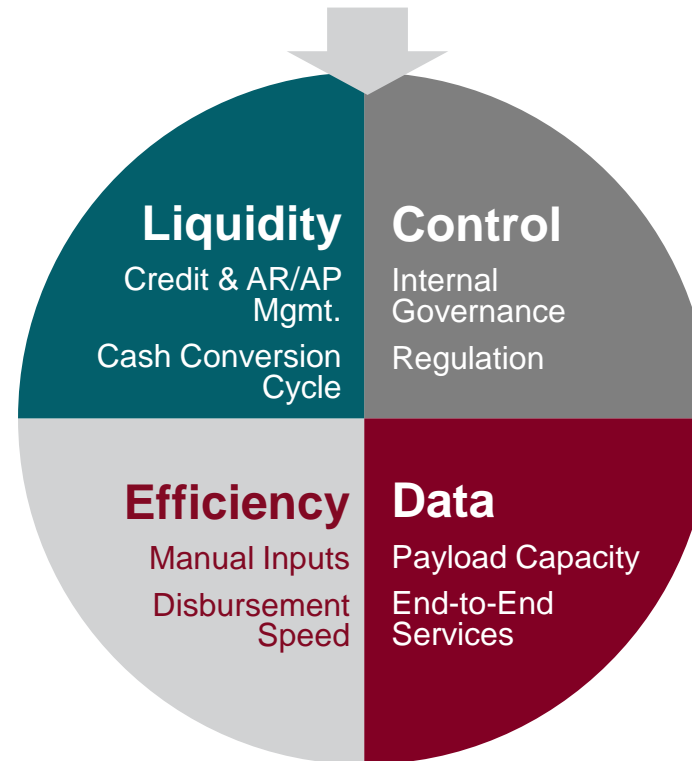 Liquidity
Credit & AR/AP
Mgmt.
Cash Conversion
Cycle
Control
Internal
Governance
Regulation
Efficiency
Manual Inputs
Disbursement
Speed
Data
Payload Capacity
End-to-End
Services